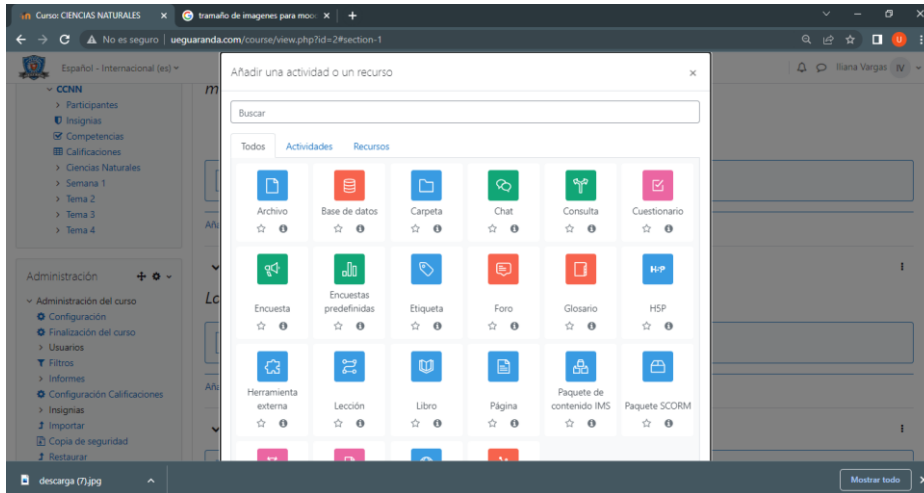 Curso: CIENCIAS NATURALES
tramaño de imagenes para mooc
No es seguro | ueguaranda.com/course/view.php?id=2#section-1
Español - Internacional (es)
Iliana Vargas IV
CCNN
Participantes
Insignias
Competencias
Calificaciones
Ciencias Naturales
Semana 1
Tema 2
Tema 3
Tema 4
Administración
Administración del curso
Configuración
Finalización del curso
Usuarios
Filtros
Informes
Configuración Calificaciones
Insignias
Importar
Copia de seguridad
Restaurar
Añadir una actividad o un recurso
Buscar
Todos Actividades Recursos
Archivo Base de datos Carpeta Chat Consulta Cuestionario
Encuesta Encuestas
predefinidas Etiqueta Foro Glosario H5P
H5P
Herramienta
externa Lección Libro Página Paquete de
contenido IMS Paquete SCORM
descarga (7).jpg
Mostrar todo